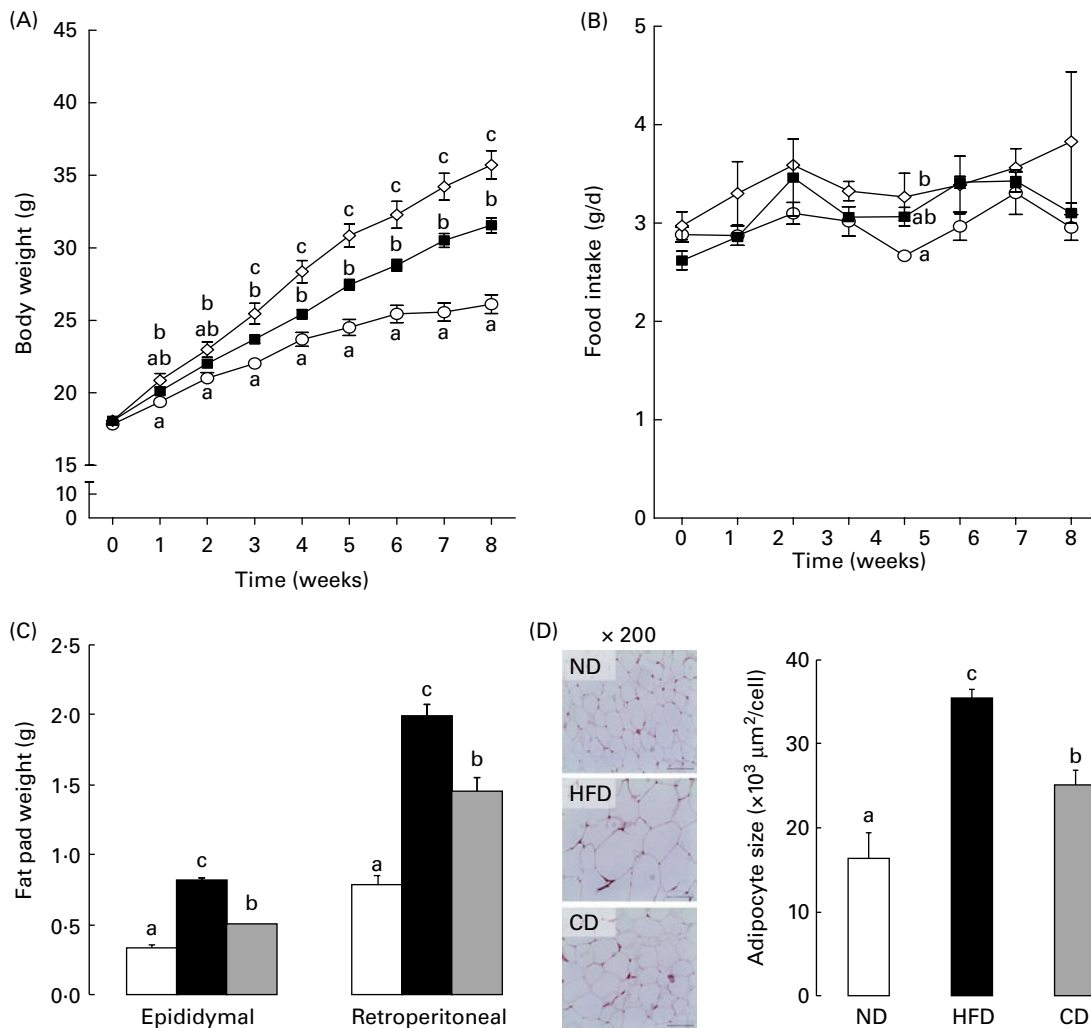 (A)
45
40
35
30
25
20
15
10
0
Body weight (g)
b
ab
a
b
ab
a
c
b
a
c
b
a
c
b
a
c
b
a
c
b
a
c
b
a
0 1 2 3 4 5 6 7 8
Time (weeks)
(B)
5
4
3
2
1
0
Food intake (g/d)
b
ab
a
0 1 2 3 4 5 6 7 8
Time (weeks)
(C)
2·5
2·0
1·5
1·0
0·5
0·0
Fat pad weight (g)
a
c
b
a
c
b
Epididymal Retroperitoneal
(D)
× 200
ND
HFD
CD
40
30
26
10
0
Adipocyte size (×10³ μm²/cell)
a
c
b
ND HFD CD